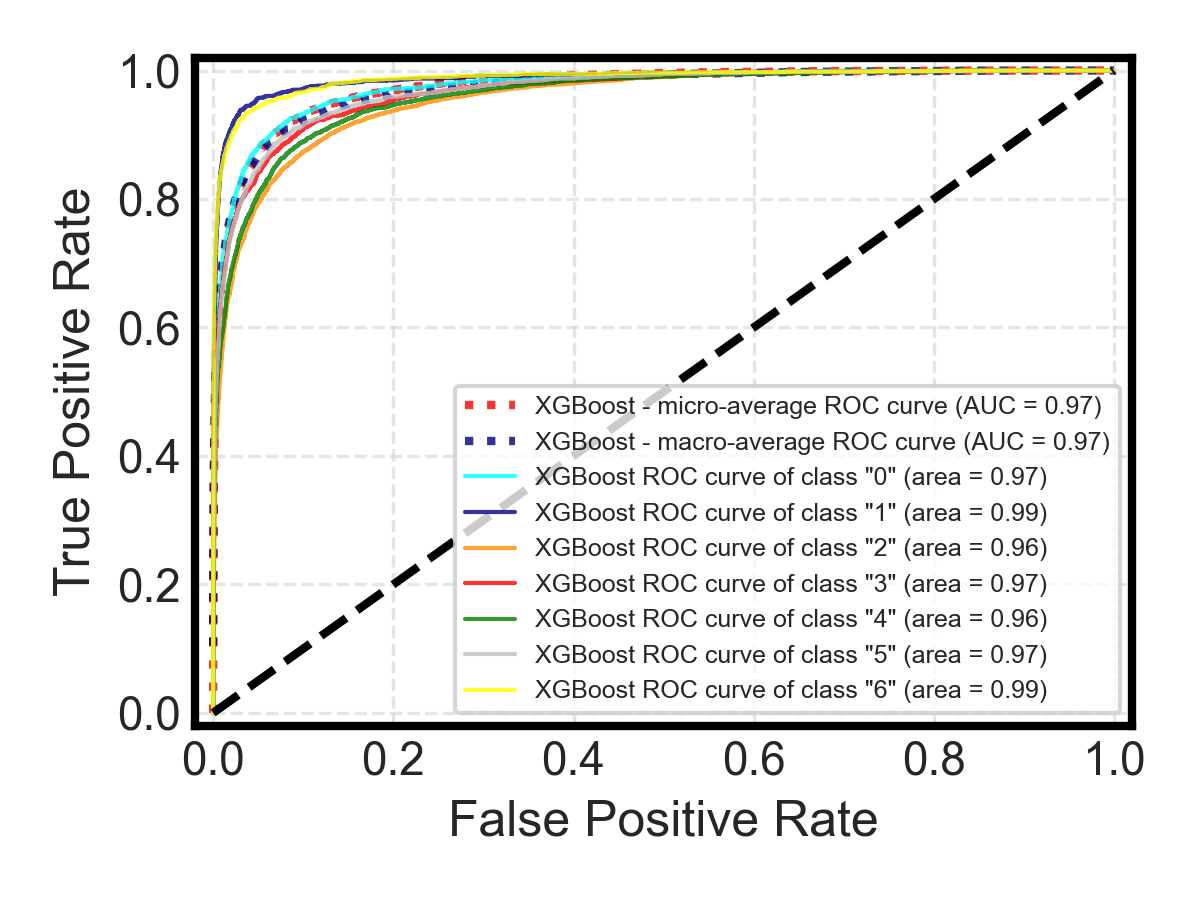 1.0
0.8
0.6
0.4
0.2
0.0
True Positive Rate
XGBoost - micro-average ROC curve (AUC = 0.97)
XGBoost - macro-average ROC curve (AUC = 0.97)
XGBoost ROC curve of class "0" (area = 0.97)
XGBoost ROC curve of class "1" (area = 0.99)
XGBoost ROC curve of class "2" (area = 0.96)
XGBoost ROC curve of class "3" (area = 0.97)
XGBoost ROC curve of class "4" (area = 0.96)
XGBoost ROC curve of class "5" (area = 0.97)
XGBoost ROC curve of class "6" (area = 0.99)
0.0 0.2 0.4 0.6 0.8 1.0
False Positive Rate